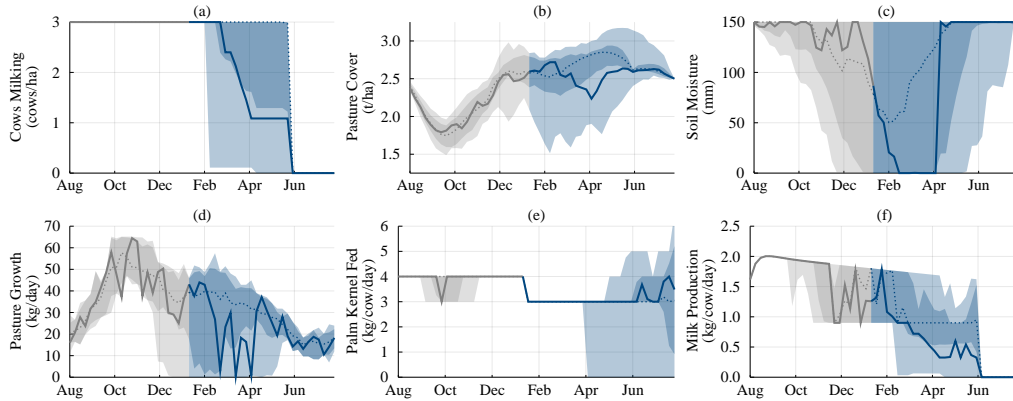 (a)
Cows Milking
(cows/ha)
3
2
1
0
Aug Oct Dec Feb Apr Jun
(b)
Pasture Cover
(t/ha)
3.0
2.5
2.0
1.5
Aug Oct Dec Feb Apr Jun
(c)
Soil Moisture
(mm)
150
100
50
0
Aug Oct Dec Feb Apr Jun
(d)
Pasture Growth
(kg/day)
70
60
50
40
30
20
10
0
Aug Oct Dec Feb Apr Jun
(e)
Palm Kernel Fed
(kg/cow/day)
6
5
4
3
2
1
0
Aug Oct Dec Feb Apr Jun
(f)
Milk Production
(kg/cow/day)
2.5
2.0
1.5
1.0
0.5
0.0
Aug Oct Dec Feb Apr Jun